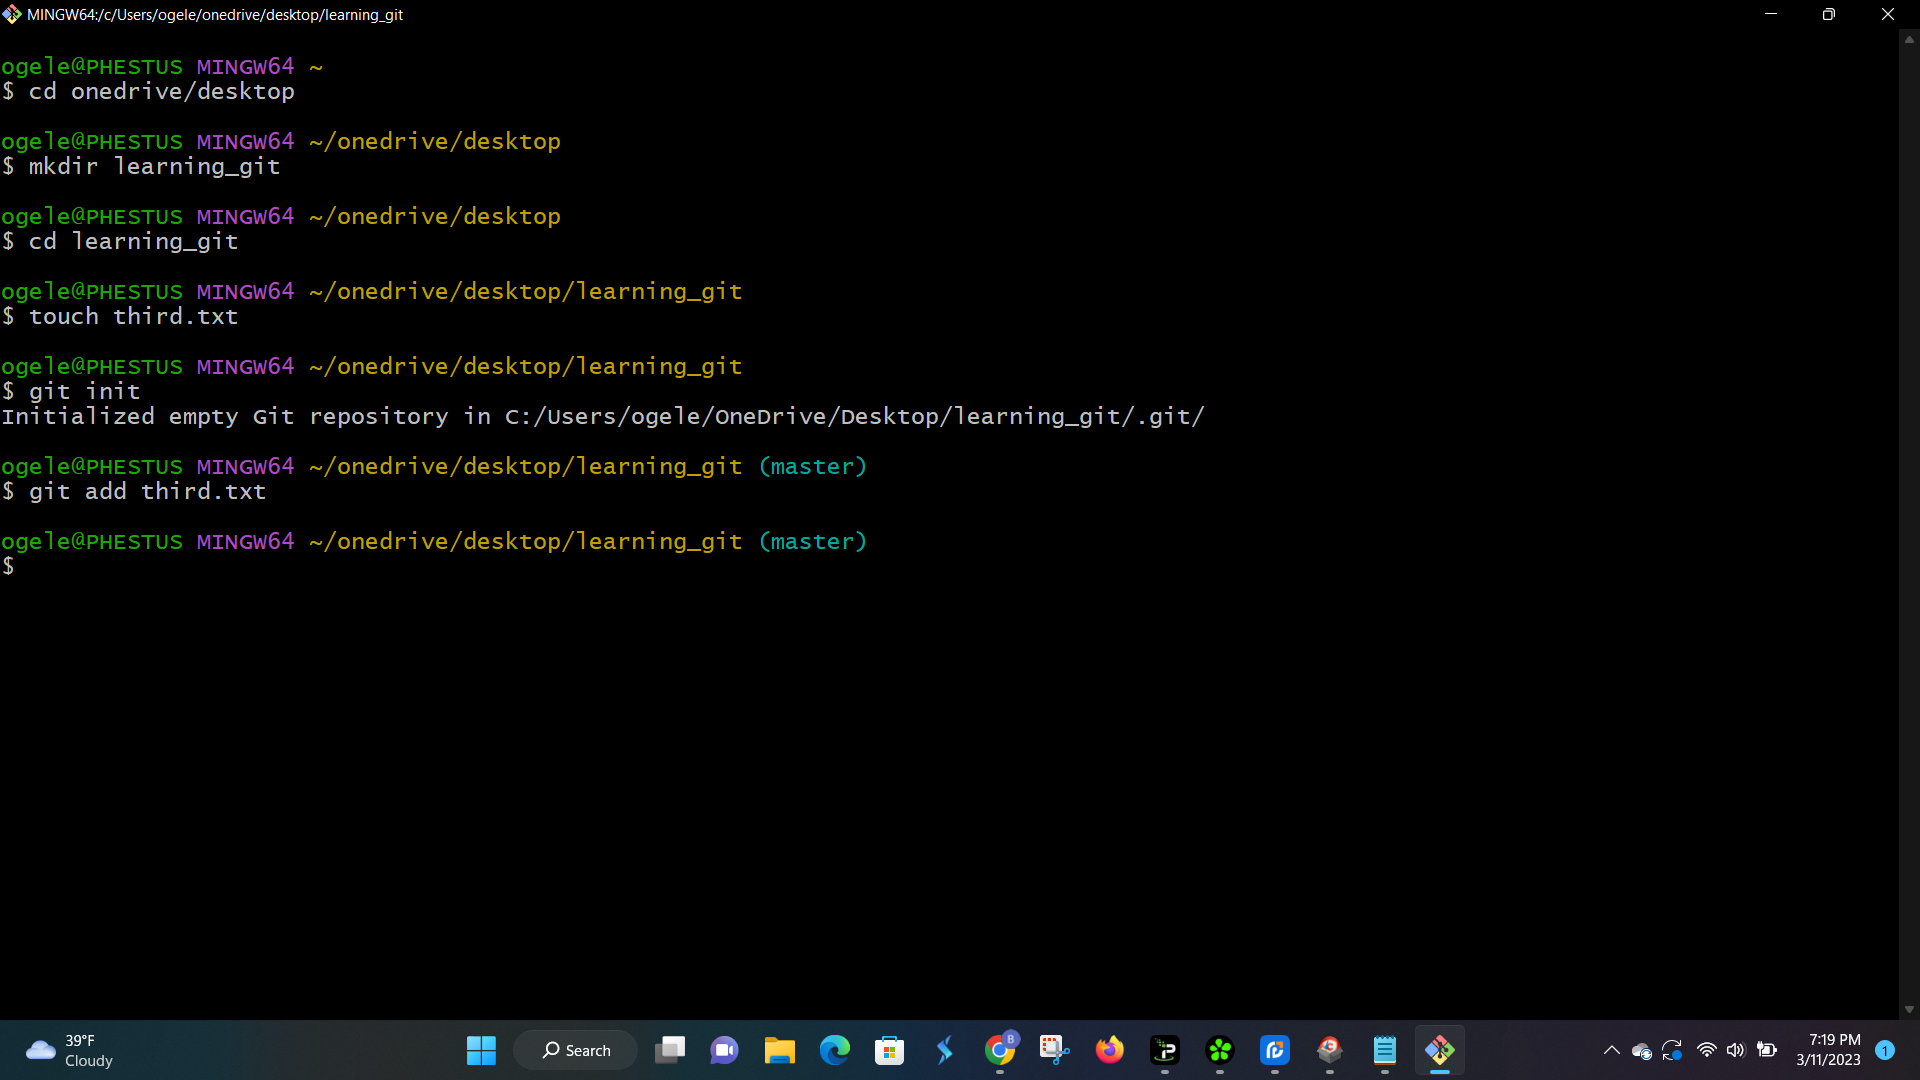 MINGW64:/c/Users/ogele/onedrive/desktop/learning_git
ogele@PHESTUS MINGW64 ~
$ cd onedrive/desktop
ogele@PHESTUS MINGW64 ~/onedrive/desktop
$ mkdir learning_git
ogele@PHESTUS MINGW64 ~/onedrive/desktop
$ cd learning_git
ogele@PHESTUS MINGW64 ~/onedrive/desktop/learning_git
$ touch third.txt
ogele@PHESTUS MINGW64 ~/onedrive/desktop/learning_git
$ git init
Initialized empty Git repository in C:/Users/ogele/OneDrive/Desktop/learning_git/.git/
ogele@PHESTUS MINGW64 ~/onedrive/desktop/learning_git (master)
$ git add third.txt
ogele@PHESTUS MINGW64 ~/onedrive/desktop/learning_git (master)
$
39°F
Cloudy
Search
B
7:19 PM
3/11/2023
1